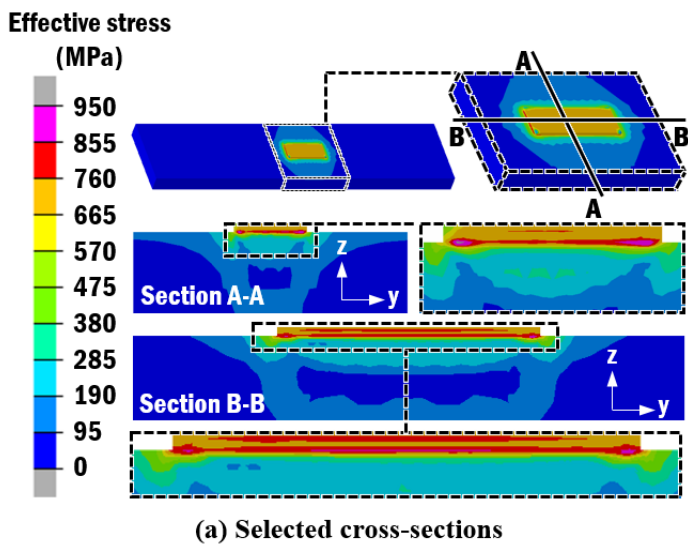 Effective stress
(MPa)
950
855
760
665
570
475
380
285
190
95
0
A
B
B
A
z
y
Section A-A
z
y
Section B-B
(a) Selected cross-sections